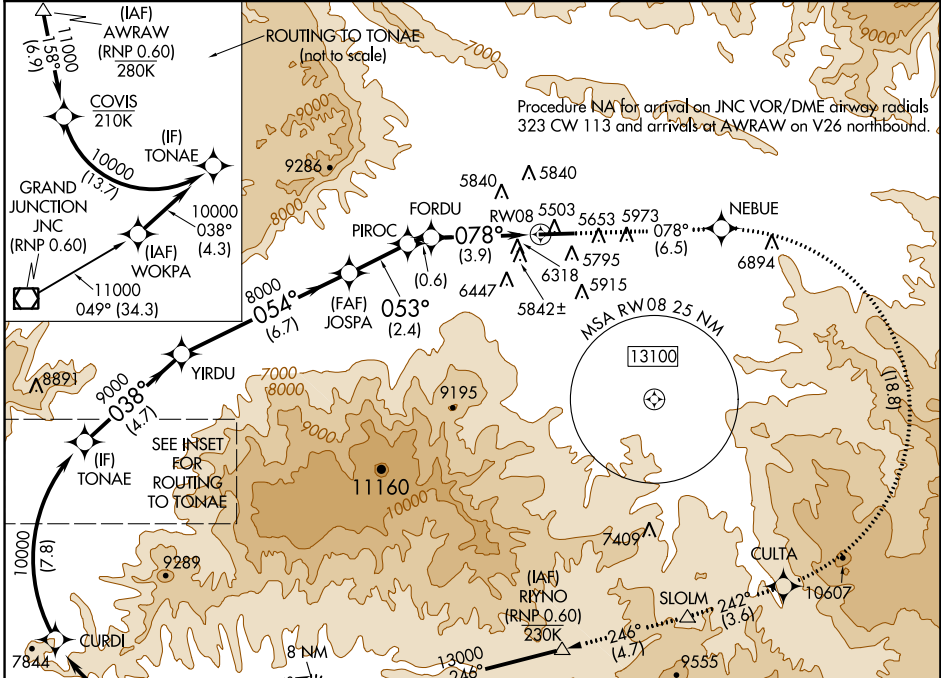 (IAF)
AWRAW
(RNP 0.60)
280K
11000
158°
(6.9)
COVIS
210K
10000
(13.7)
(IF)
TONAE
GRAND
JUNCTION
JNC
(RNP 0.60)
10000
038°
(4.3)
(IAF)
WOKPA
11000
049° (34.3)
ROUTING TO TONAE
(not to scale)
7000
9000
9000
8000
Procedure NA for arrival on JNC VOR/DME airway radials
323 CW 113 and arrivals at AWRAW on V26 northbound.
9286
5840
5840
FORDU
PIROC
RW08
5503
5653
5973
NEBUE
078°
(3.9)
078°
(6.5)
(0.6)
6318
5795
6894
6447
5842±
5915
8000
054°
(6.7)
(FAF)
JOSPA
053°
(2.4)
MSA RW08 25 NM
13100
(18.8)
YIRDU
8891
9000
038°
(4.7)
7000
8000
9000
9195
(IF)
TONAE
SEE INSET
FOR
ROUTING
TO TONAE
11160
10000
10000
(7.8)
7409
9289
CULTA
10607
(IAF)
RIYNO
(RNP 0.60)
230K
SLOLM
242°
(3.6)
246°
(4.7)
CURDI
7844
8 NM
13000
246°
9555